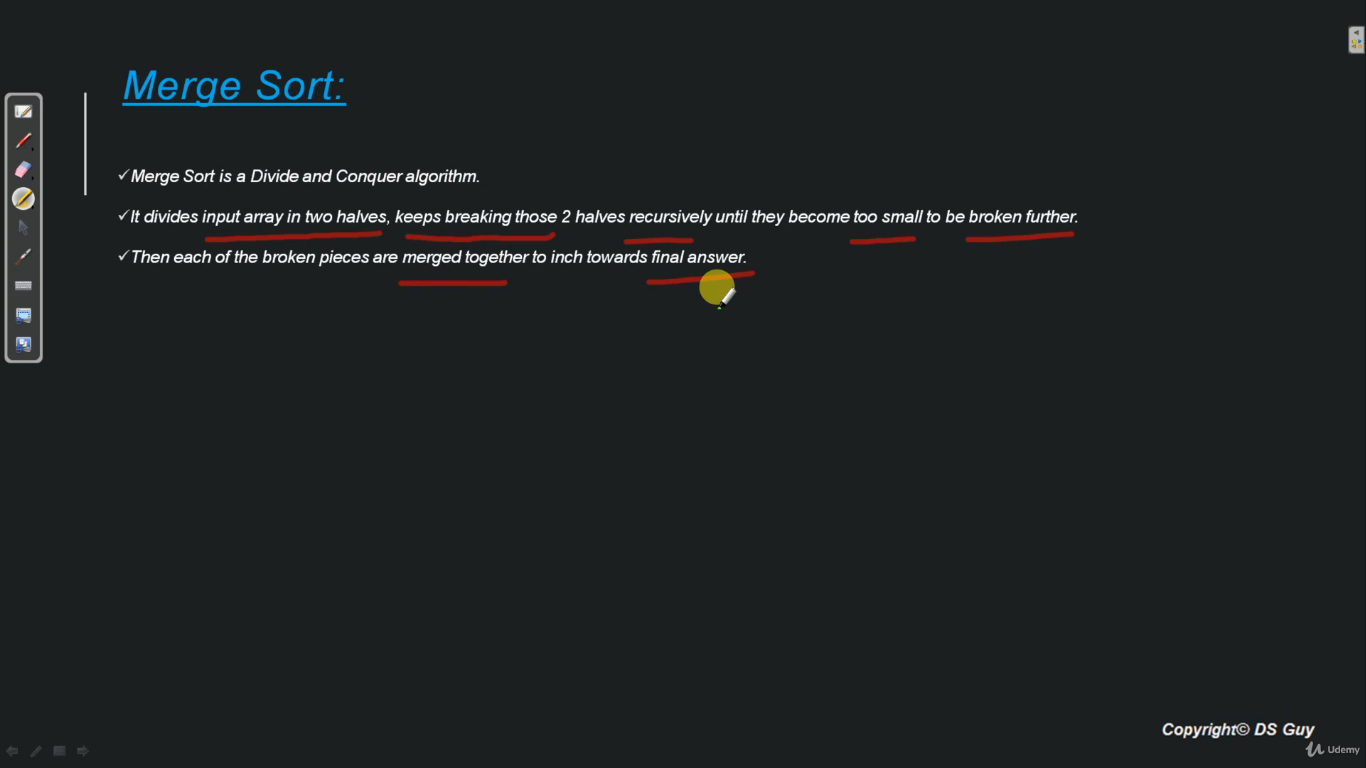 Merge Sort:
✓Merge Sort is a Divide and Conquer algorithm.
✓It divides input array in two halves, keeps breaking those 2 halves recursively until they become too small to be broken further.
✓Then each of the broken pieces are merged together to inch towards final answer.
Copyright© DS Guy
Udemy